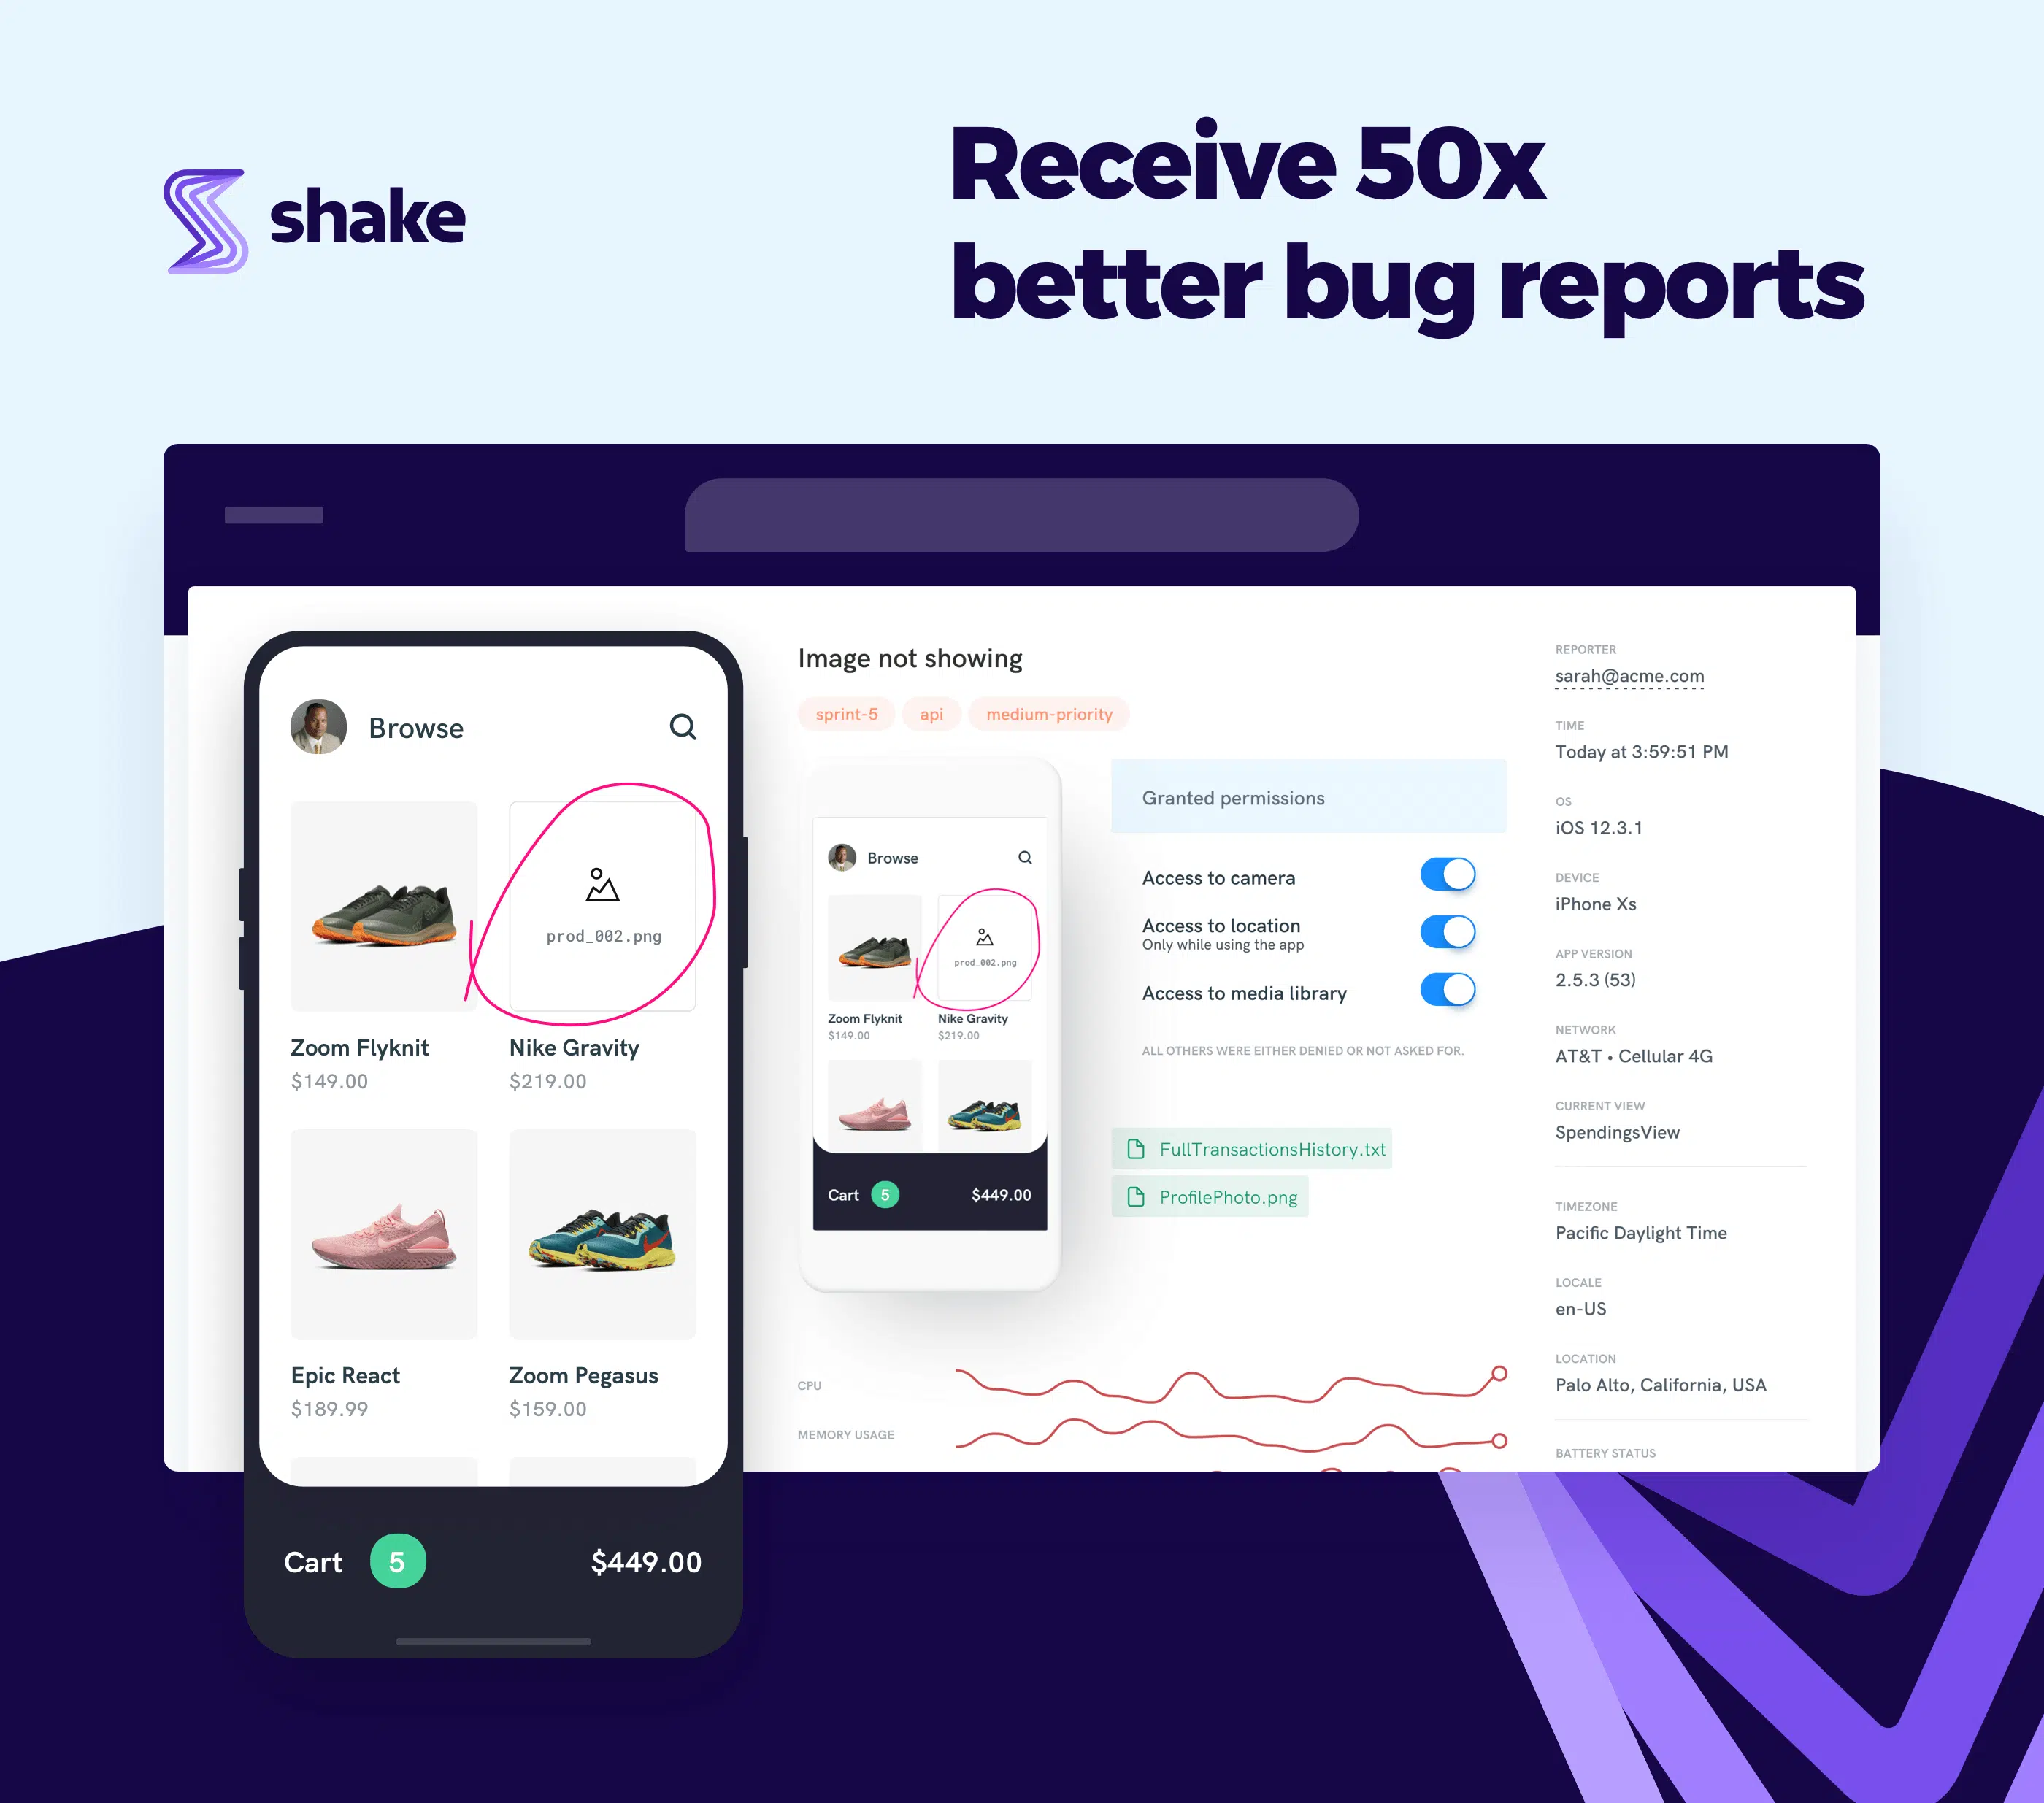 shake
Receive 50x
better bug reports
Browse
prod_002.png
Zoom Flyknit
$149.00
Nike Gravity
$219.00
Epic React
$189.99
Zoom Pegasus
$159.00
Cart 5 $449.00
Image not showing
sprint-5 api medium-priority
Browse
prod_002.png
Zoom Flyknit
$149.00
Nike Gravity
$219.00
Cart 5 $449.00
Granted permissions
Access to camera
Access to location
Only while using the app
Access to media library
ALL OTHERS WERE EITHER DENIED OR NOT ASKED FOR.
FullTransactionsHistory.txt
ProfilePhoto.png
CPU
MEMORY USAGE
REPORTER
sarah@acme.com
TIME
Today at 3:59:51 PM
OS
iOS 12.3.1
DEVICE
iPhone Xs
APP VERSION
2.5.3 (53)
NETWORK
AT&T • Cellular 4G
CURRENT VIEW
SpendingsView
TIMEZONE
Pacific Daylight Time
LOCALE
en-US
LOCATION
Palo Alto, California, USA
BATTERY STATUS